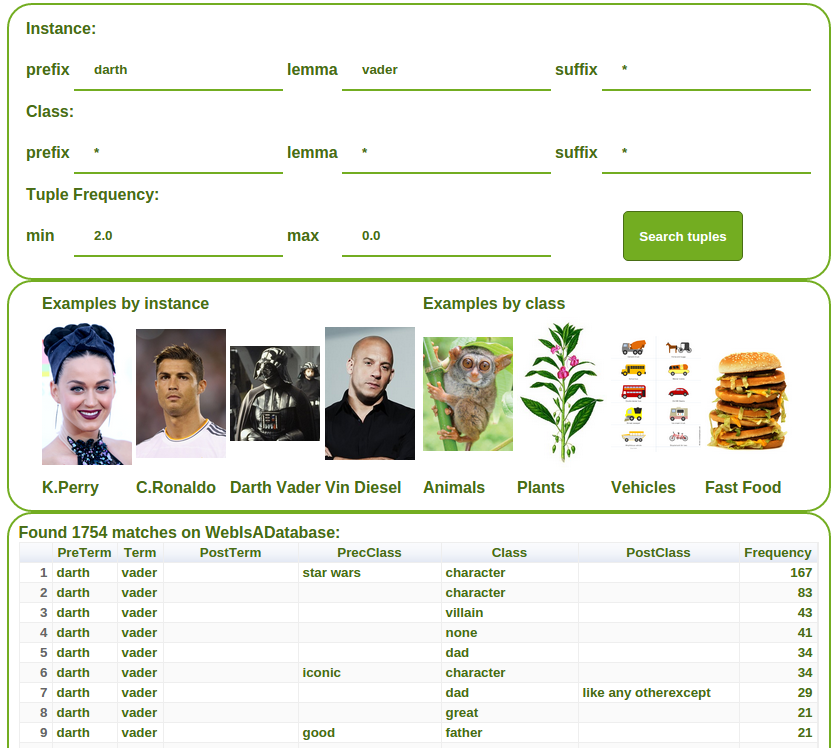 Instance:
prefix darth lemma vader suffix *
Class:
prefix * lemma * suffix *
Tuple Frequency:
min 2.0 max 0.0 Search tuples
Examples by instance Examples by class
K.Perry C.Ronaldo Darth Vader Vin Diesel Animals Plants Vehicles Fast Food
Found 1754 matches on WebIsADatabase:
PreTerm Term PostTerm PrecClass Class PostClass Frequency
1 darth vader star wars character 167
2 darth vader character 83
3 darth vader villain 43
4 darth vader none 41
5 darth vader dad 34
6 darth vader iconic character 34
7 darth vader dad like any otherexcept 29
8 darth vader great 21
9 darth vader good father 21